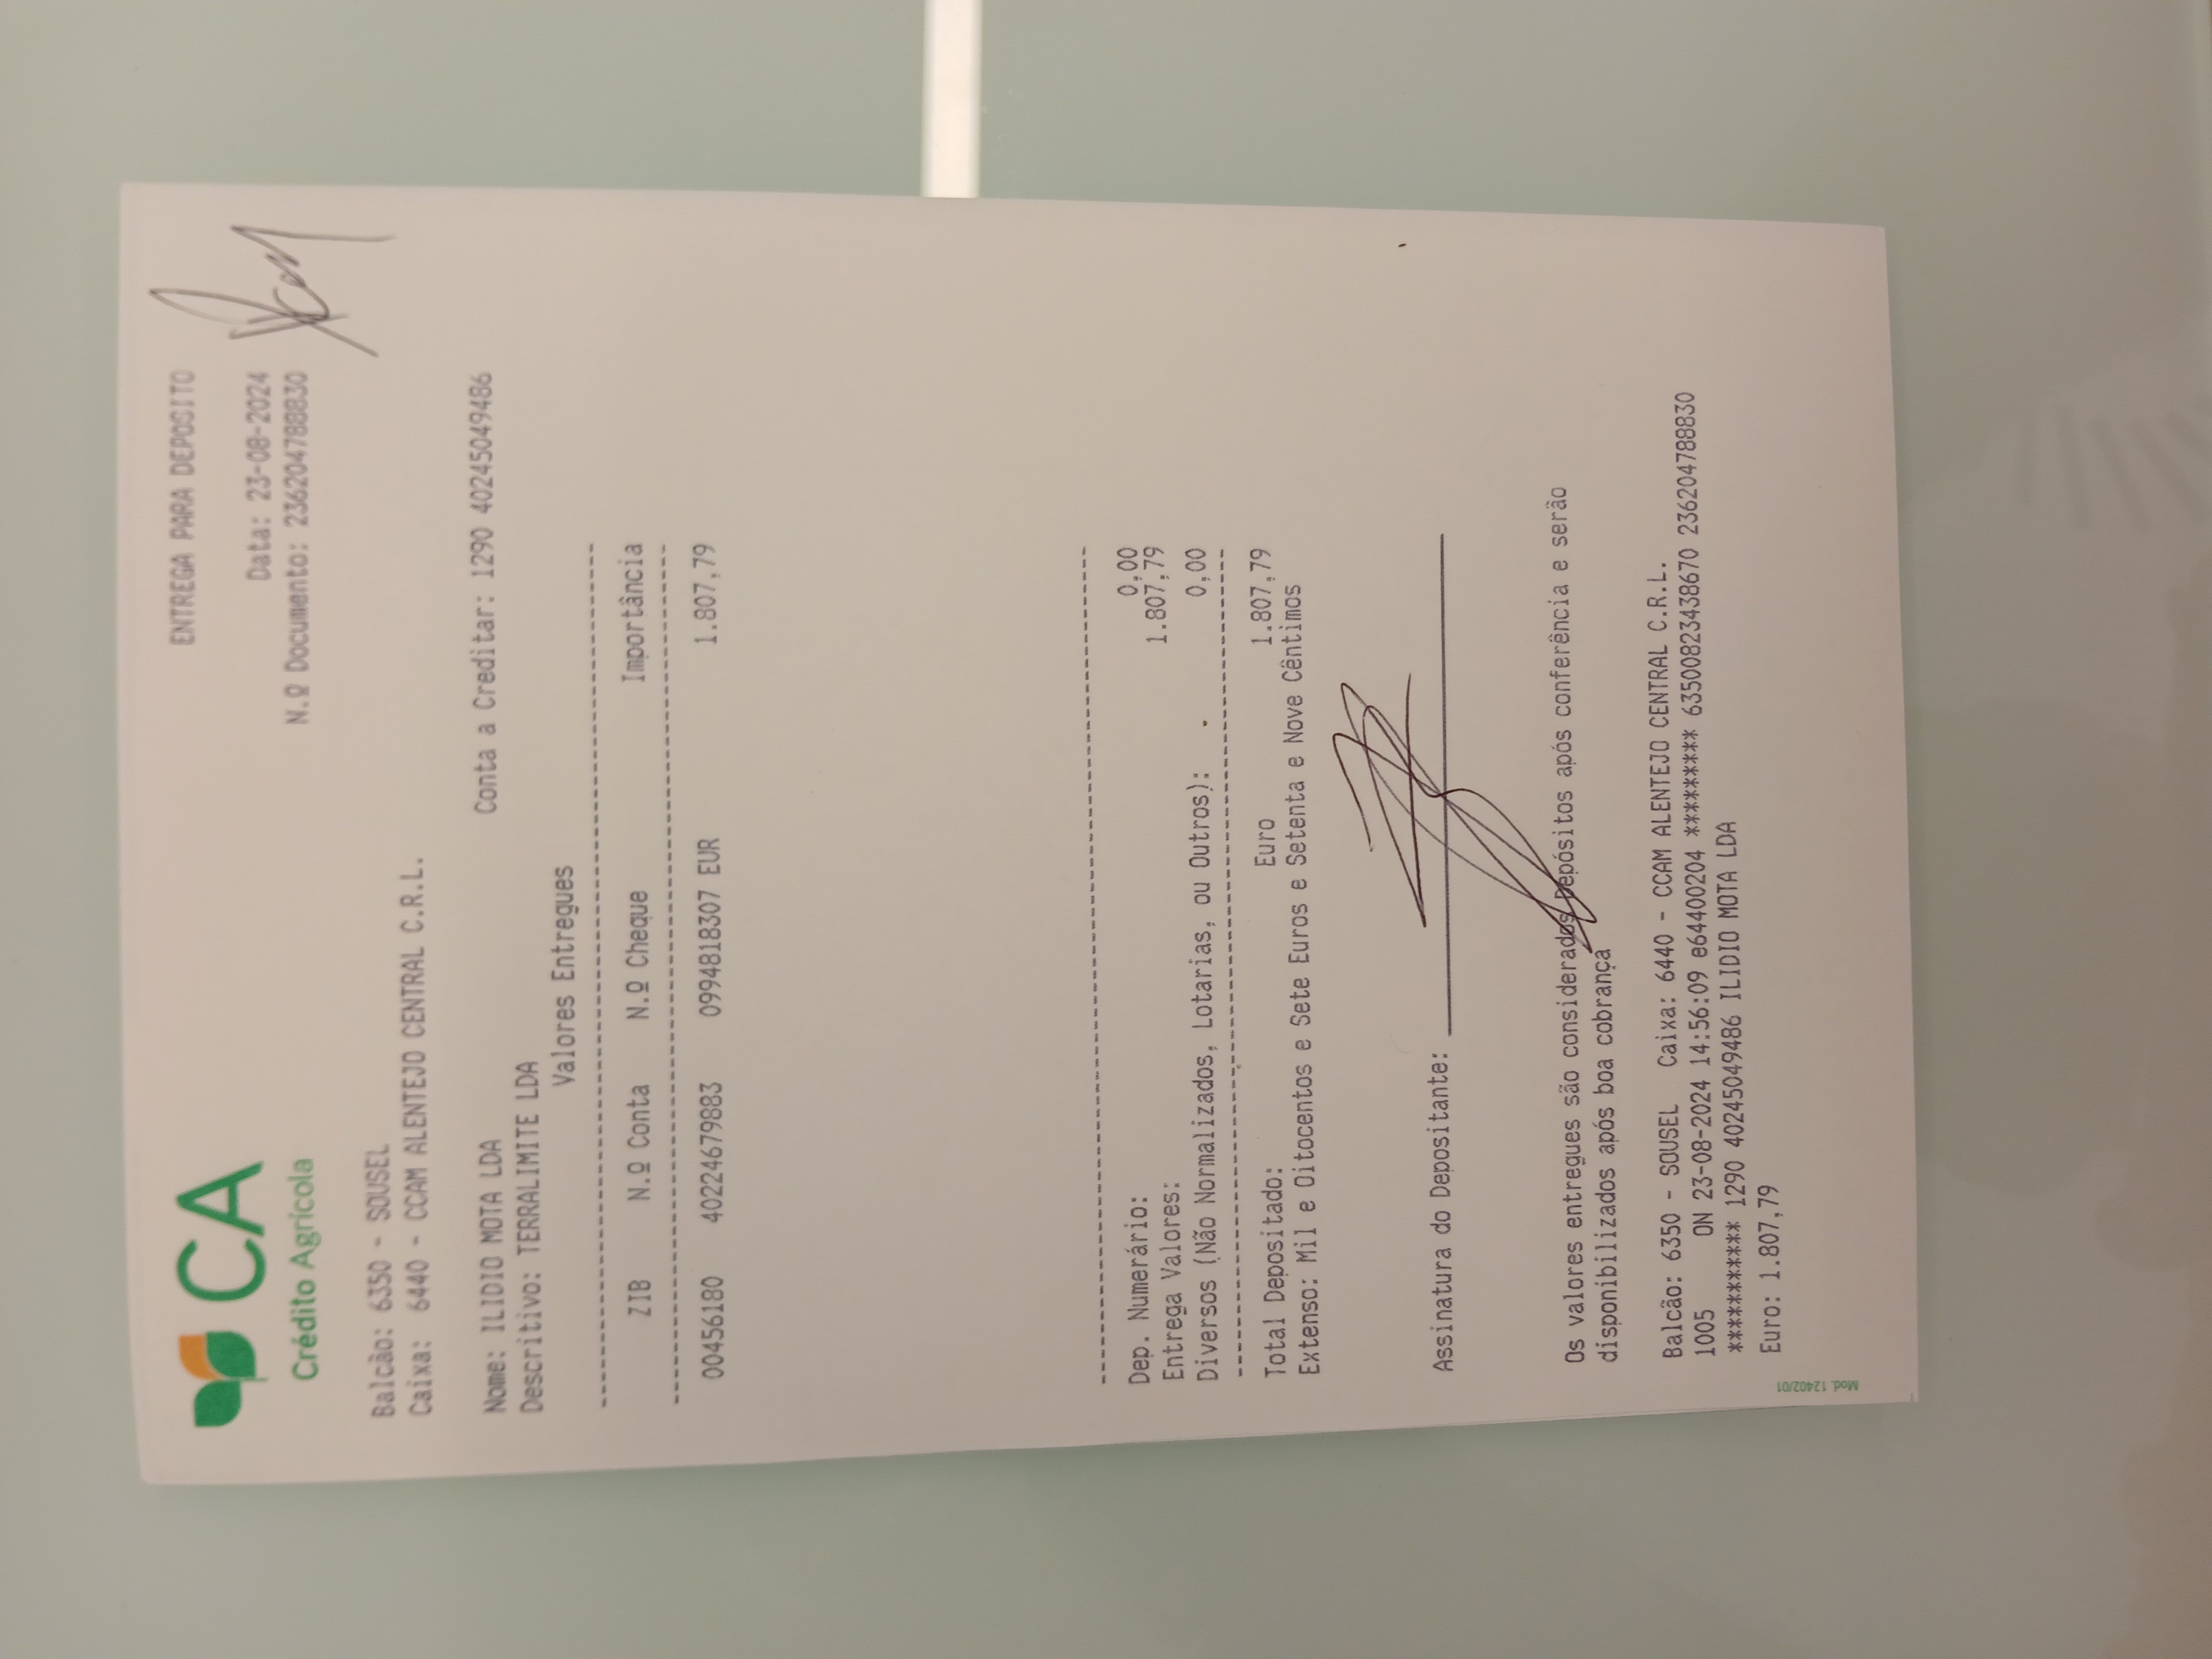 CA
Crédito Agrícola
ENTREGA PARA DEPOSITO
Data: 23-08-2024
N.º Documento: 23620478830
Balcão: 6350 - SOUSEL
Caixa: 6440 - CCAM ALENTEJO CENTRAL C.R.L.
Conta a Creditar: 1290 40245049486
Nome: ILIDIO MOTA LDA
Descritivo: TERRALIMITE LDA
Valores Entregues
ZIB N.º Conta N.º Cheque Importância
00456180 40224679883 0994818307 EUR 1.807,79
Dep. Numerário: 0,00
Entrega Valores: 1.807,79
Diversos (Não Normalizados, Lotarias, ou Outros): 0,00
Total Depositado: Euro 1.807,79
Extenso: Mil e Oitocentos e Sete Euros e Setenta e Nove Cêntimos
Assinatura do Depositante:
Os valores entregues são considerados Depósitos após conferência e serão
disponibilizados após boa cobrança
Balcão: 6350 - SOUSEL Caixa: 6440 - CCAM ALENTEJO CENTRAL C.R.L.
1005 ON 23-08-2024 14:56:09 e6400204 ******** 63500823438670 23620478830
********** 1290 40245049486 ILIDIO MOTA LDA
Euro: 1.807,79
Mod. 12402/01